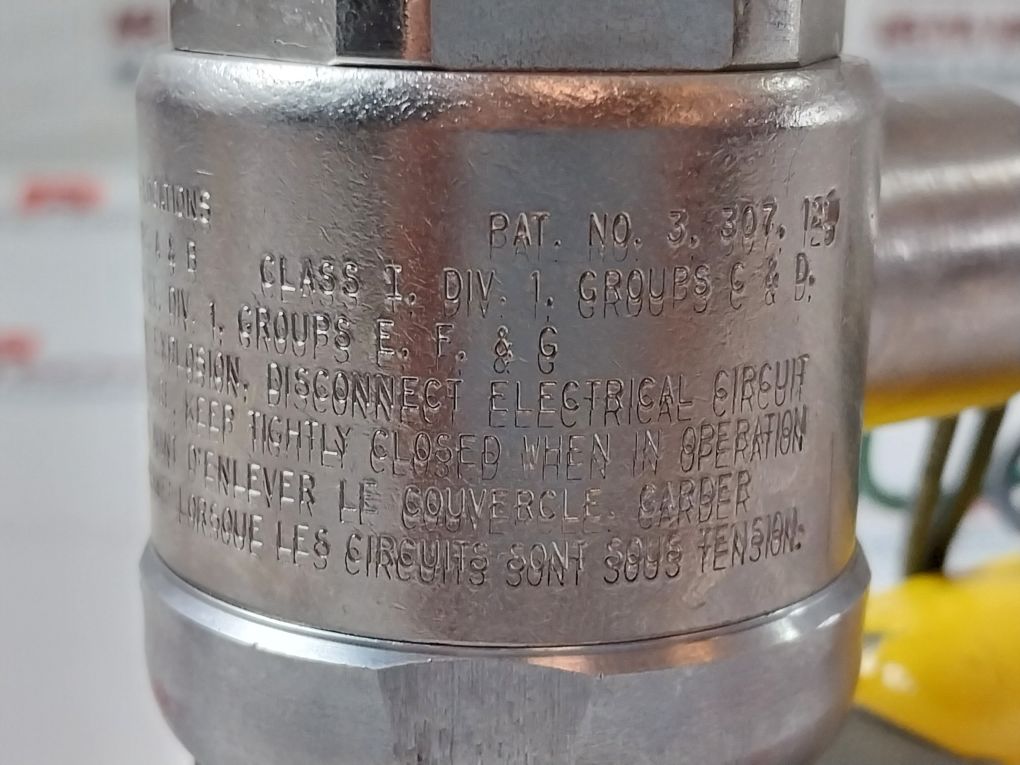 PAT. NO. 3, 307,
& B CLASS I, DIV. 1, GROUPS C & D.
DIV. 1, GROUPS E, F, & G
EXPLOSION, DISCONNECT ELECTRICAL CIRCUIT
KEEP TIGHTLY CLOSED WHEN IN OPERATION
D'ENLEVER LE COUVERCLE, GARDER
LORSQUE LES CIRCUITS SONT SOUS TENSION.